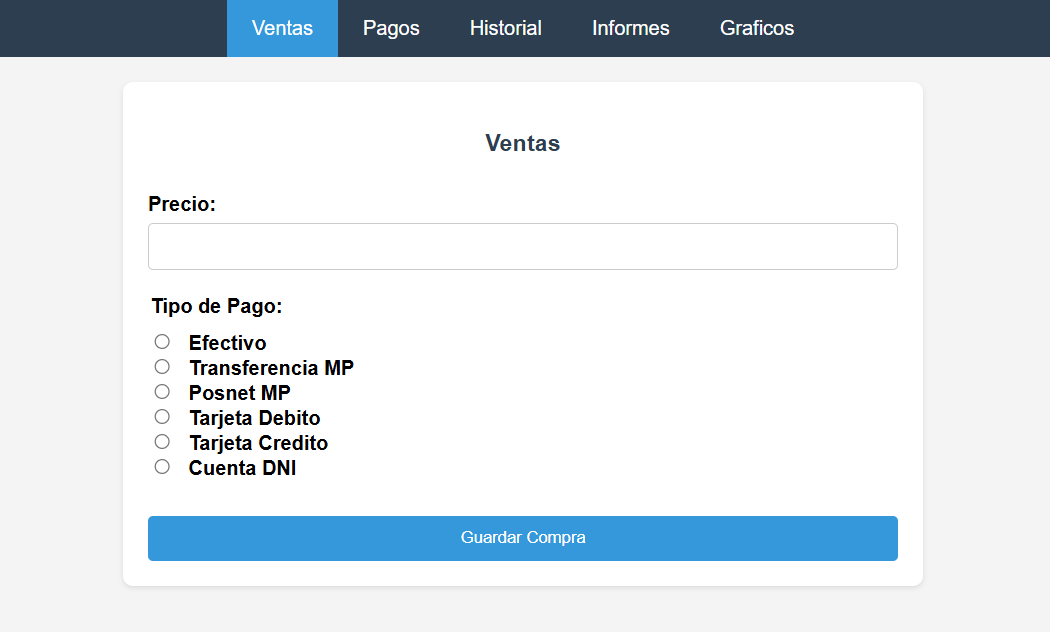 Ventas Pagos Historial Informes Graficos
Ventas
Precio:
Tipo de Pago:
Efectivo
Transferencia MP
Posnet MP
Tarjeta Debito
Tarjeta Credito
Cuenta DNI
Guardar Compra